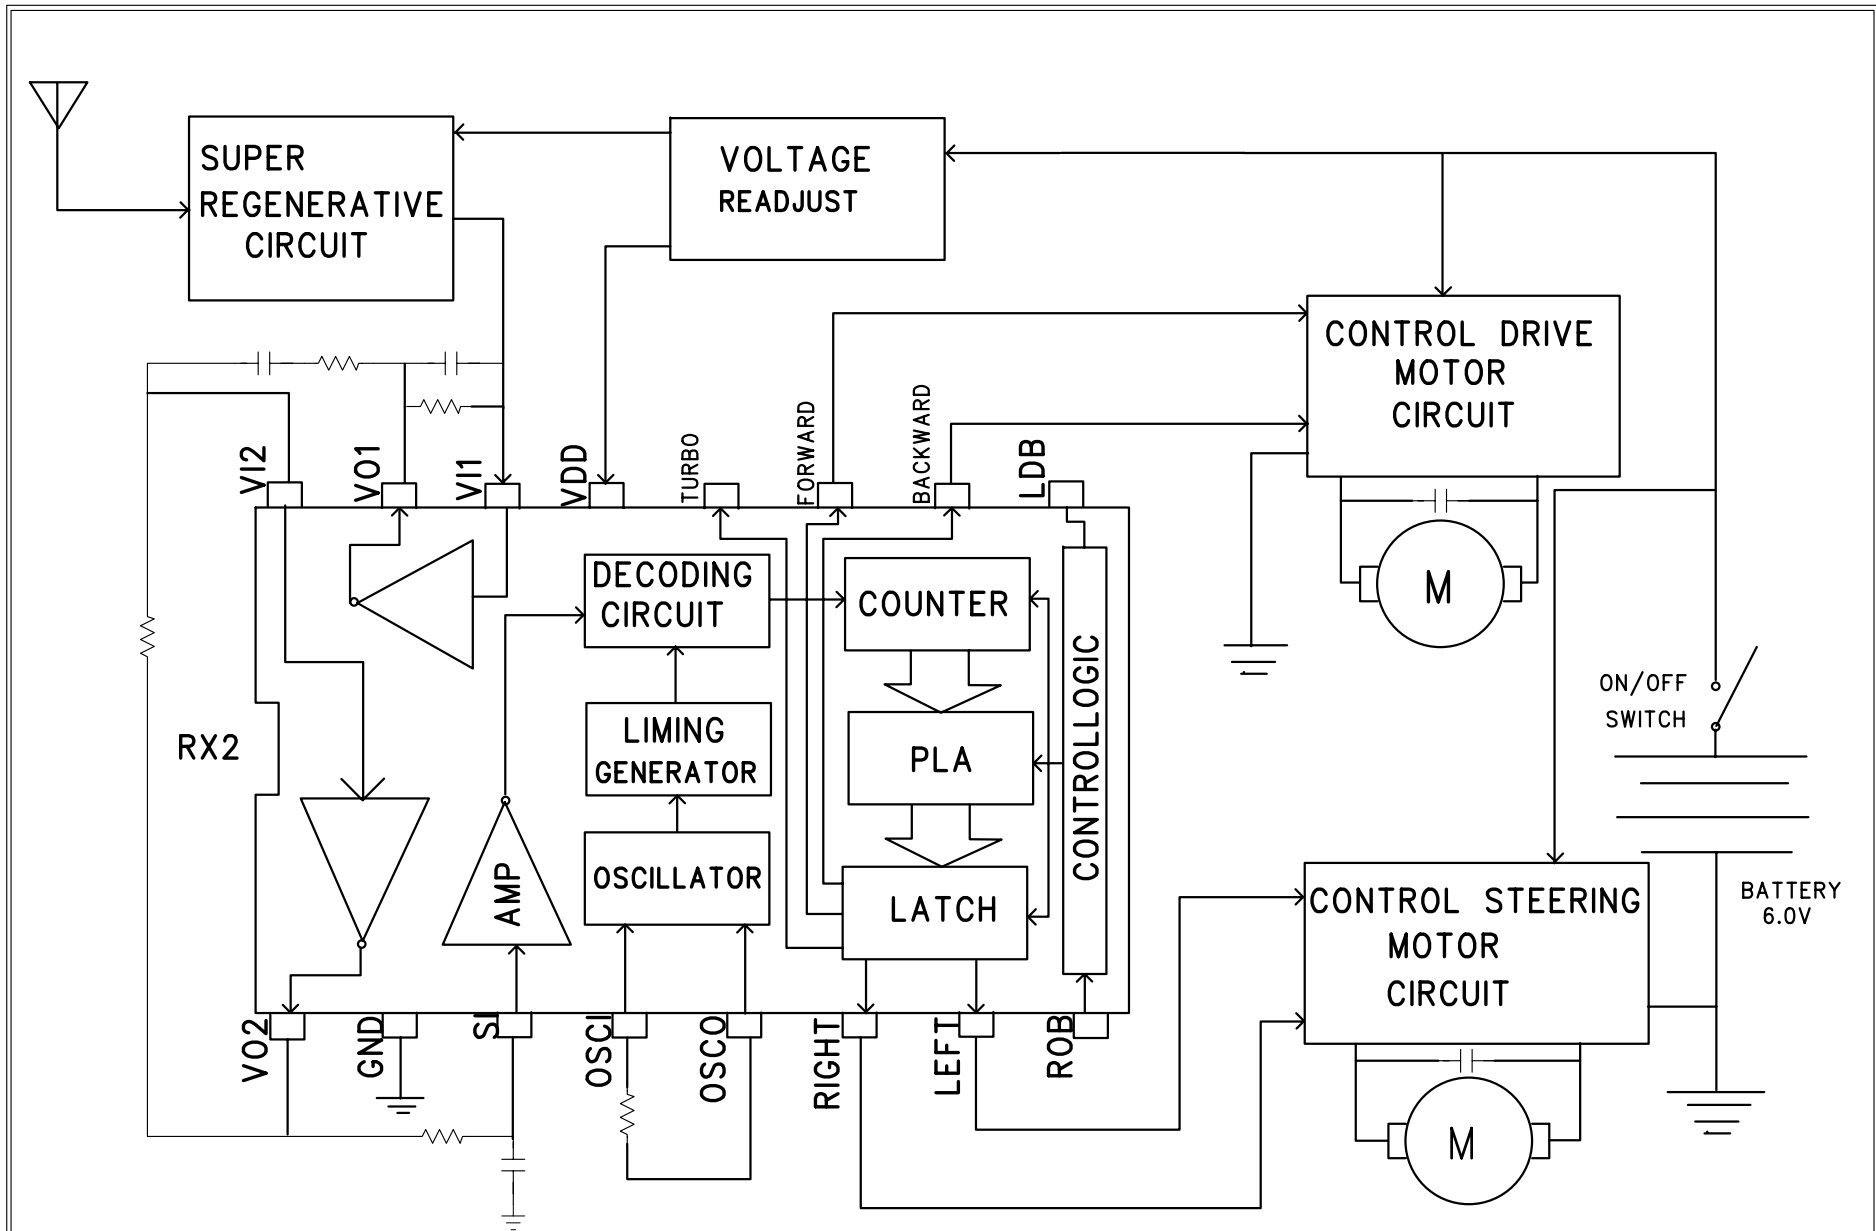 SUPER
REGENERATIVE
CIRCUIT
VOLTAGE
READJUST
CONTROL DRIVE
MOTOR
CIRCUIT
M
VI2
VO1
VI1
VDD
TURBO
FORWARD
BACKWARD
LDB
DECODING
CIRCUIT
COUNTER
LIMING
GENERATOR
PLA
CONTROLLOGIC
RX2
OSCILLATOR
AMP
LATCH
ON/OFF
SWITCH
BATTERY
6.0V
CONTROL STEERING
MOTOR
CIRCUIT
M
VO2
GND
SI
OSCI
OSCO
RIGHT
LEFT
ROB